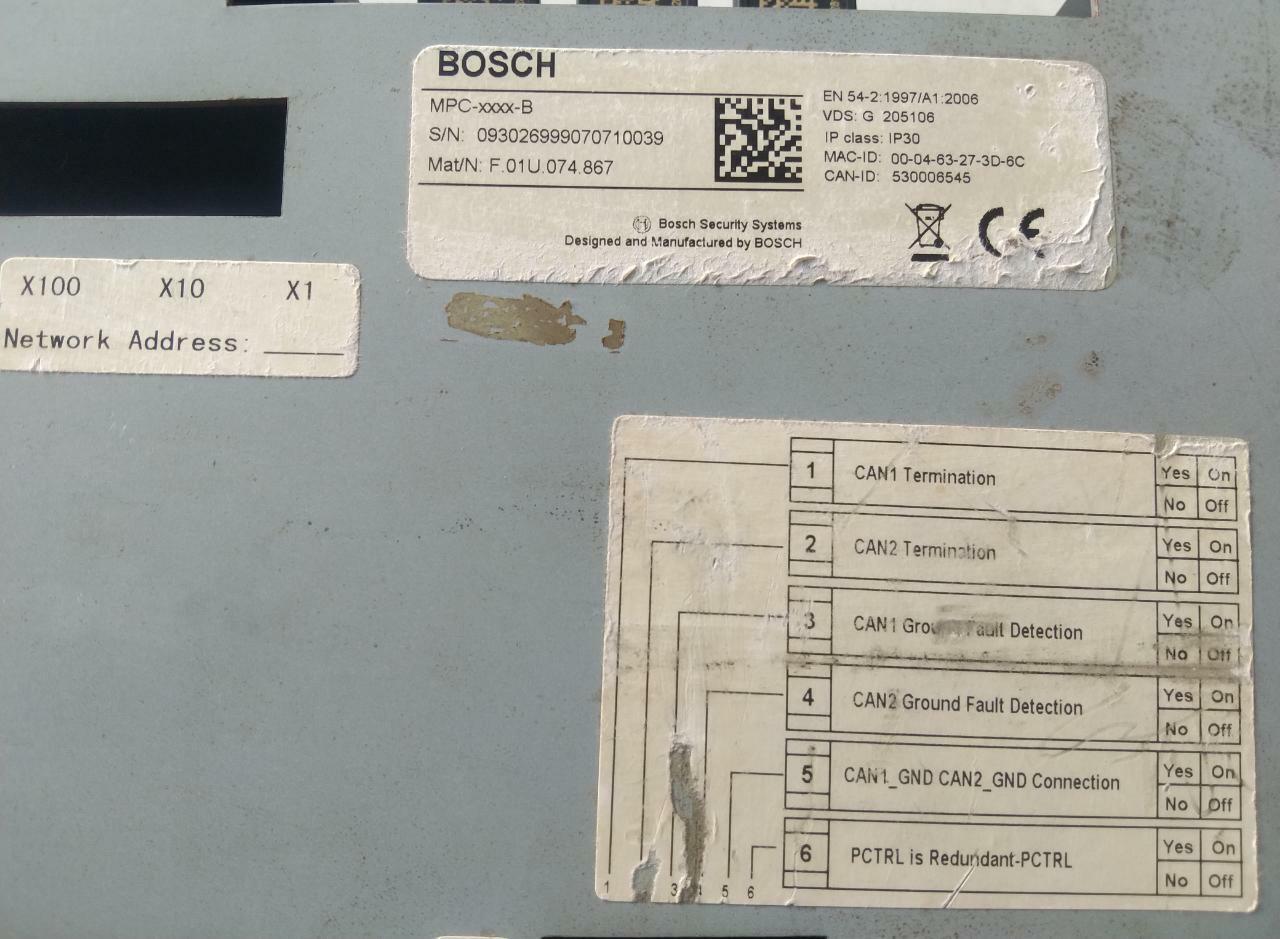 BOSCH
MPC-xxxx-B
S/N: 093026999070710039
Mat/N: F.01U.074.867
EN 54-2:1997/A1:2006
VDS: G 205106
IP class: IP30
MAC-ID: 00-04-63-27-3D-6C
CAN-ID: 530006545
Bosch Security Systems
Designed and Manufactured by BOSCH
CE
X100 X10 X1
Network Address:
1 CAN1 Termination Yes On
No Off
2 CAN2 Termination Yes On
No Off
3 CAN1 Ground Fault Detection Yes On
No Off
4 CAN2 Ground Fault Detection Yes On
No Off
5 CAN1_GND CAN2_GND Connection Yes On
No Off
6 PCTRL is Redundant-PCTRL Yes On
No Off
1 3 4 5 6